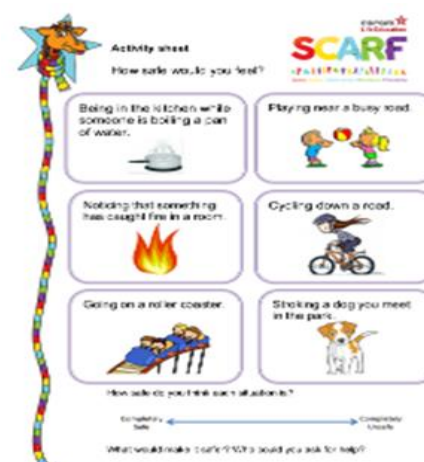 Activity sheet
SCARF
How safe would you feel?
Being in the kitchen while
someone is boiling a pan
of water.
Playing near a busy road.
Noticing that something
has caught fire in a room.
Cycling down a road.
Going on a roller coaster.
Stroking a dog you meet
in the park.
How safe do you think each situation is?
Completely
Safe
Completely
Unsafe
What would make it safer? Who could you ask for help?